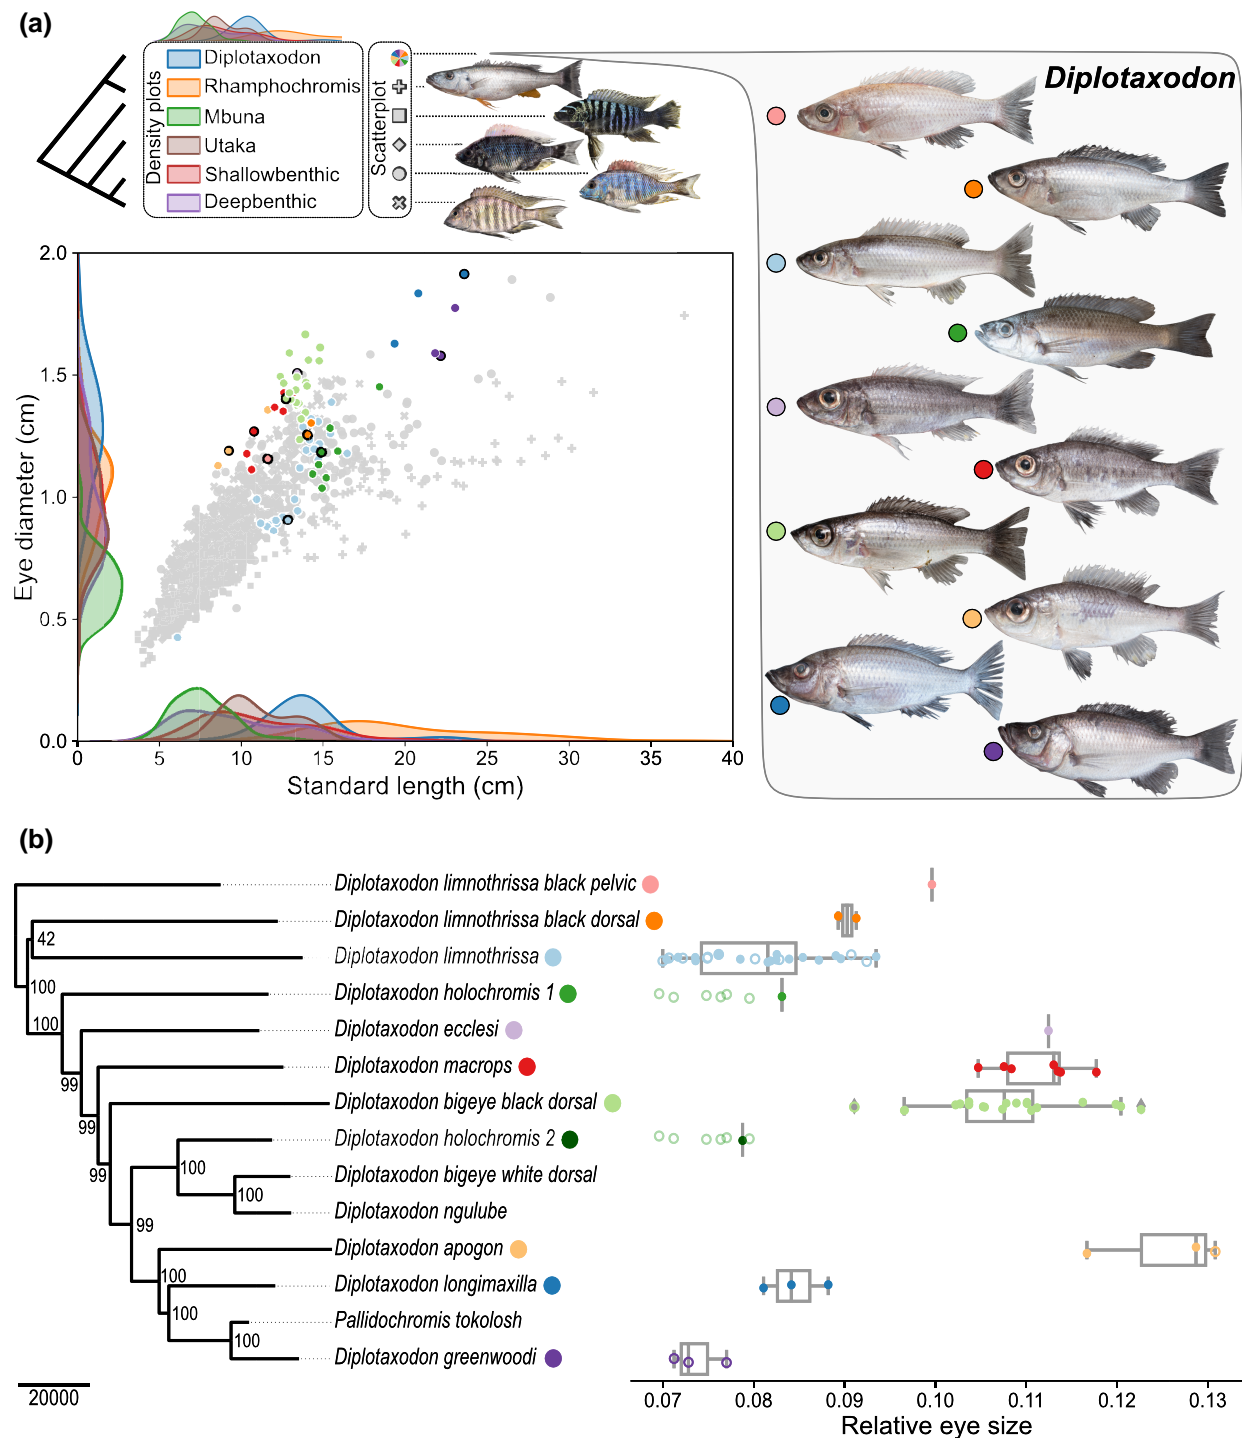 (a)
Density plots
Diplotaxodon
Rhamphochromis
Mbuna
Utaka
Shallowbenthic
Deepbenthic
Scatterplot
Diplotaxodon
Eye diameter (cm)
2.0
1.5
1.0
0.5
0.0
0
5
10
15
20
25
30
35
40
Standard length (cm)
(b)
Diplotaxodon limnothrissa black pelvic
Diplotaxodon limnothrissa black dorsal
42
Diplotaxodon limnothrissa
100
Diplotaxodon holochromis 1
100
Diplotaxodon ecclesi
Diplotaxodon macrops
99
Diplotaxodon bigeye black dorsal
99
Diplotaxodon holochromis 2
99
100
Diplotaxodon bigeye white dorsal
100
Diplotaxodon ngulube
99
Diplotaxodon apogon
100
Diplotaxodon longimaxilla
100
Pallidochromis tokolosh
100
Diplotaxodon greenwoodi
20000
0.07
0.08
0.09
0.10
0.11
0.12
0.13
Relative eye size